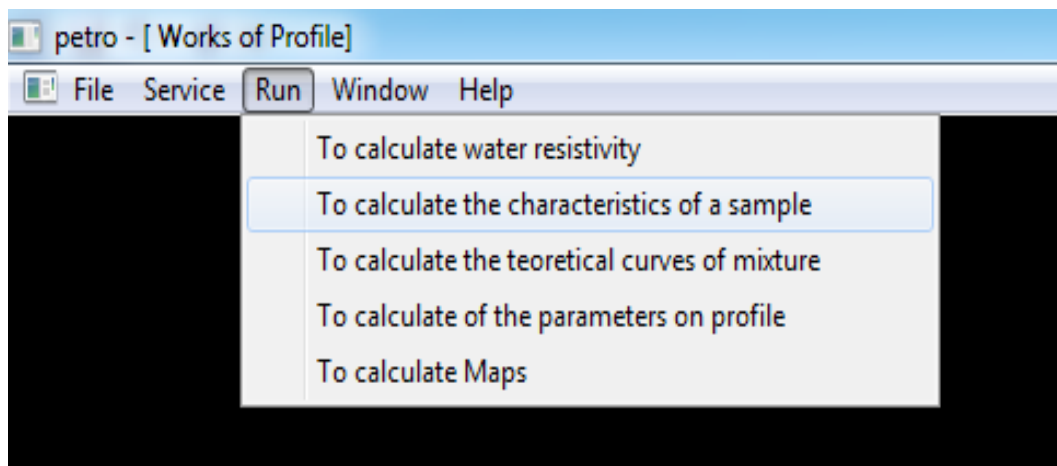 petro - [ Works of Profile]
File Service Run Window Help
To calculate water resistivity
To calculate the characteristics of a sample
To calculate the teoretical curves of mixture
To calculate of the parameters on profile
To calculate Maps